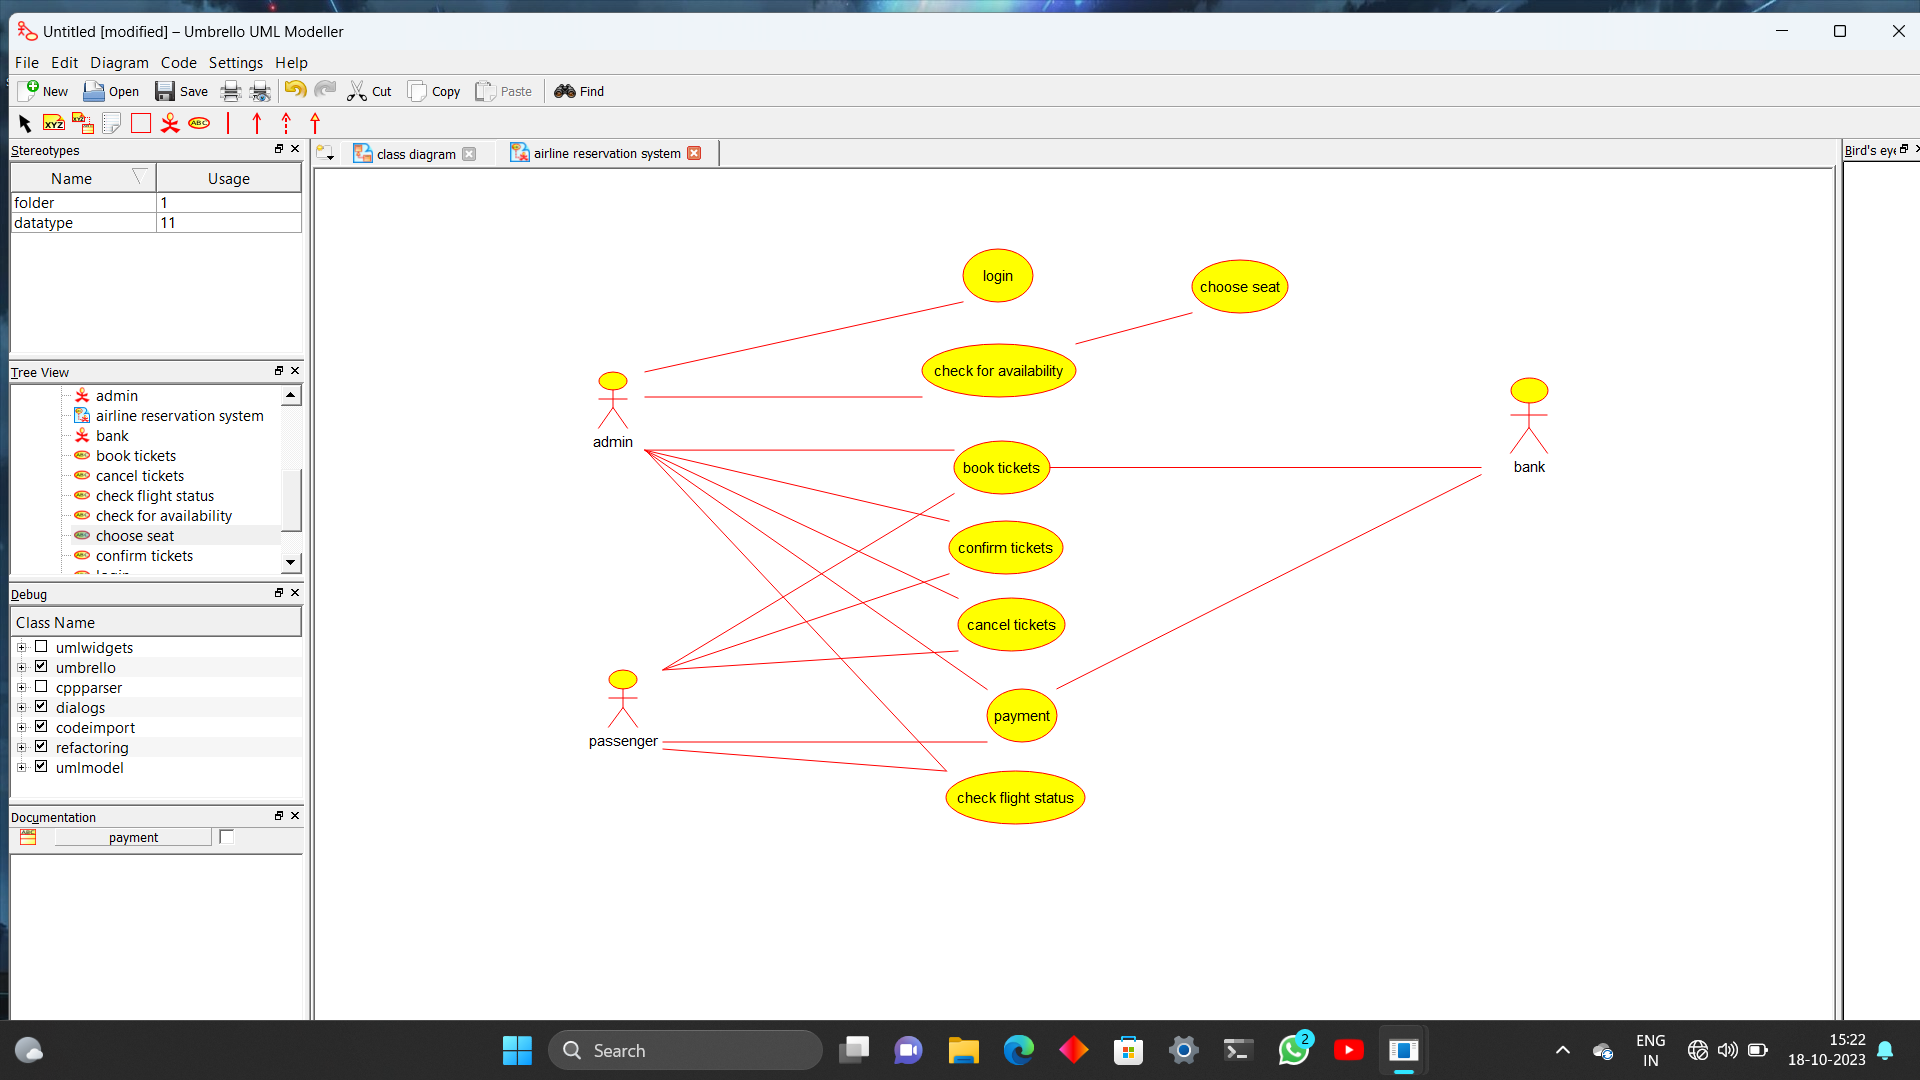 Untitled [modified] – Umbrello UML Modeller
File Edit Diagram Code Settings Help
New Open Save Cut Copy Paste Find
XYZ ABC
Stereotypes
class diagram
airline reservation system
Bird's eye
Name Usage
folder 1
datatype 11
Tree View
admin
airline reservation system
bank
book tickets
cancel tickets
check flight status
check for availability
choose seat
confirm tickets
login
Debug
Class Name
umlwidgets
umbrello
cppparser
dialogs
codeimport
refactoring
umlmodel
Documentation
payment
login
choose seat
check for availability
admin
bank
book tickets
confirm tickets
cancel tickets
passenger
payment
check flight status
Search
2
ENG
IN
15:22
18-10-2023